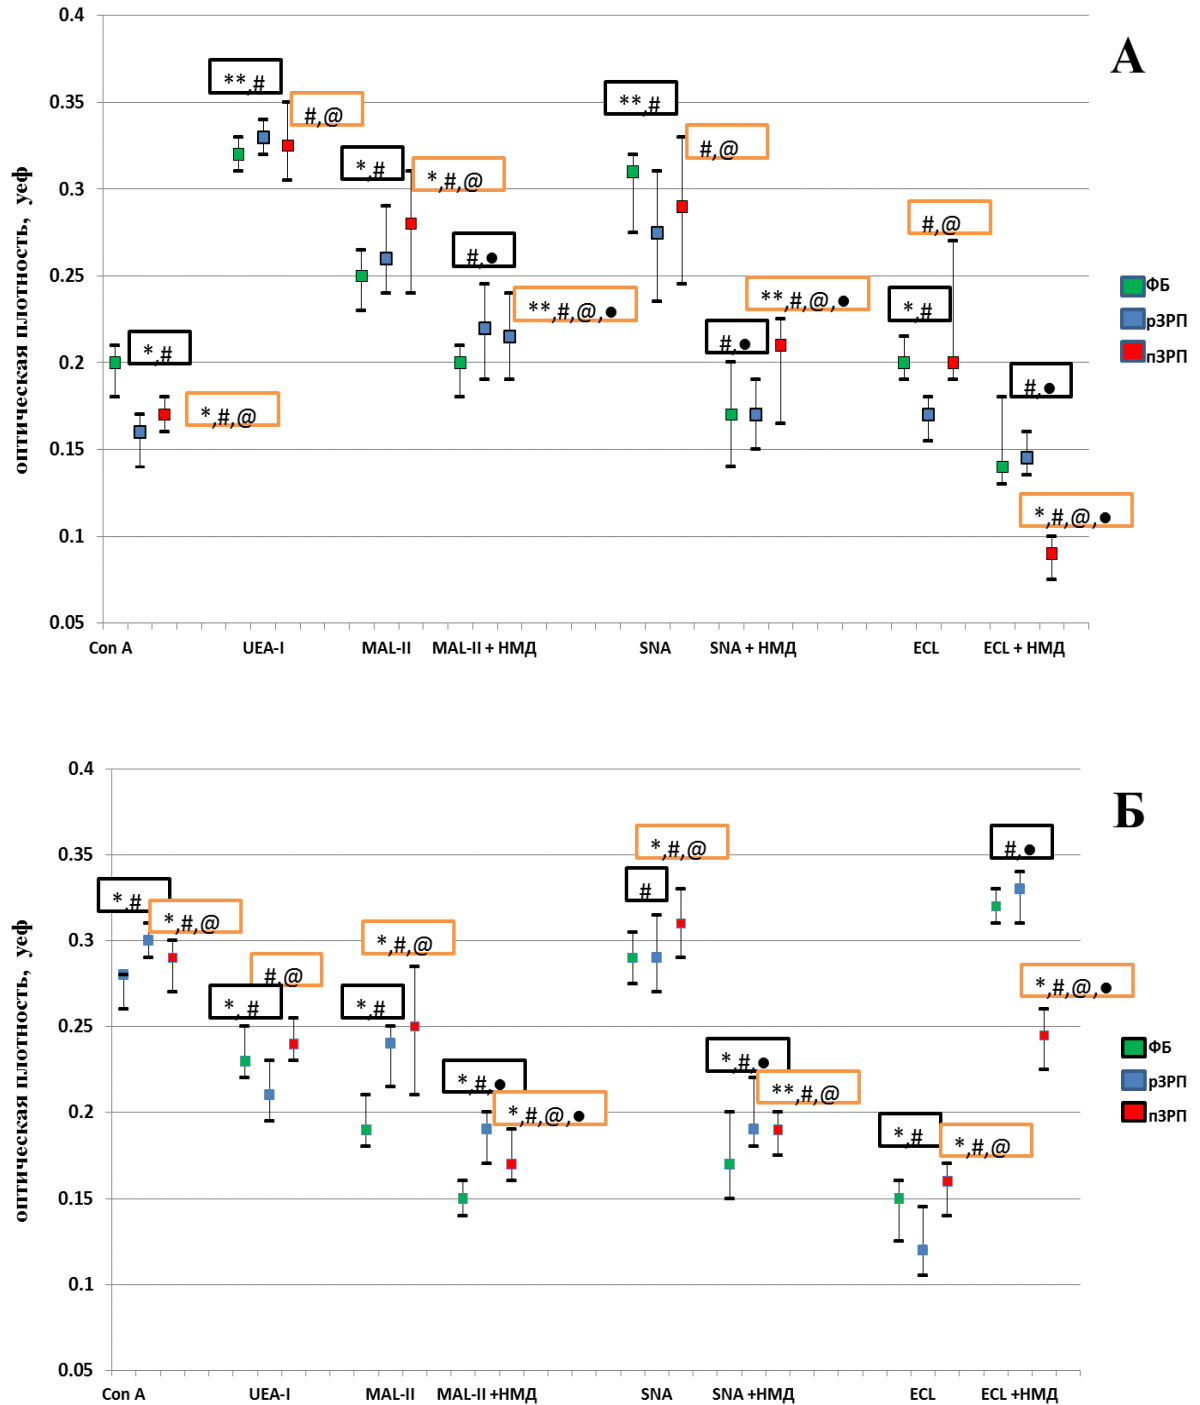 0.4
А
**,#
**,#
0.35
#,@
#,@
*,#
*,#,@
0.3
#,@
#,●
0.25
*,#
ФБ
**,#,@,●
**,#,@,●
рЗРП
#,●
*,#
пЗРП
0.2
#,●
*,#,@
0.15
*,#,@,●
0.1
0.05
оптическая плотность, уеф
Con A
UEA-I
MAL-II
MAL-II + НМД
SNA
SNA + НМД
ECL
ECL + НМД
0.4
Б
*,#,@
#,●
0.35
*,#
#
*,#,@
*,#,@
0.3
#,@
*,#,@,●
*,#
*,#
0.25
ФБ
*,#,●
*,#,●
рЗРП
**,#,@
пЗРП
*,#,@,●
0.2
*,#
*,#,@
0.15
0.1
0.05
оптическая плотность, уеф
Con A
UEA-I
MAL-II
MAL-II +НМД
SNA
SNA +НМД
ECL
ECL +НМД